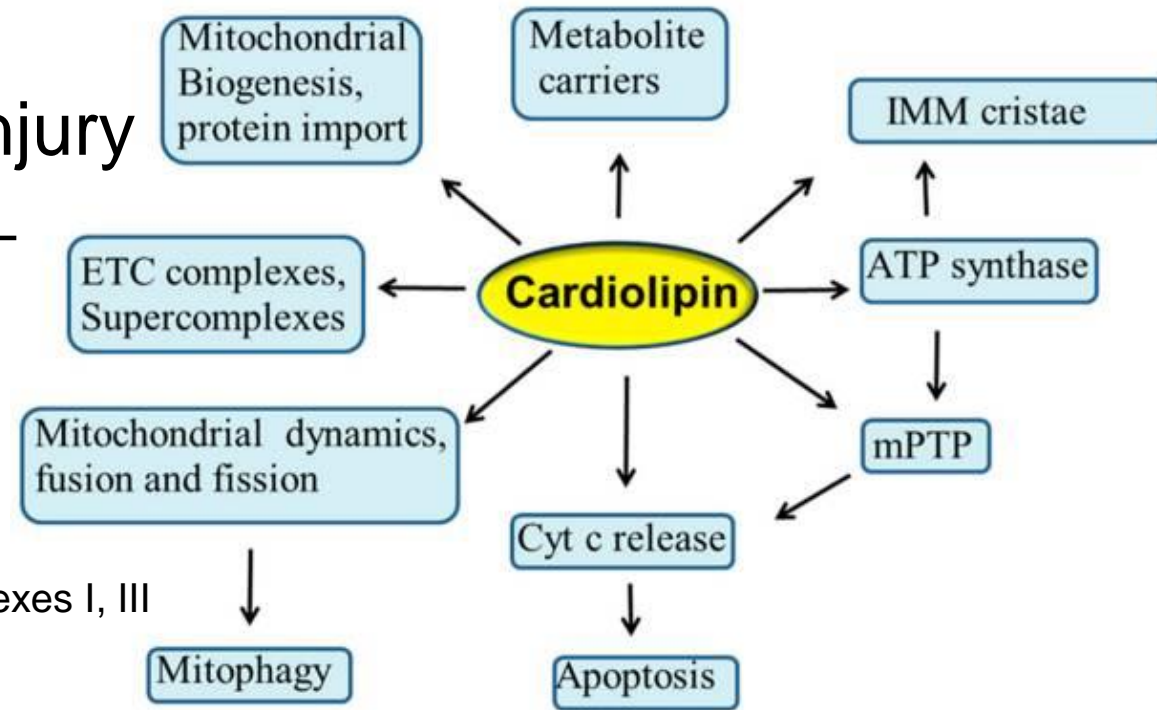 Mitochondrial
Biogenesis,
protein import
Metabolite
carriers
IMM cristae
njury
ETC complexes,
Supercomplexes
Cardiolipin
ATP synthase
Mitochondrial dynamics,
fusion and fission
mPTP
Cyt c release
exes I, III
Mitophagy
Apoptosis